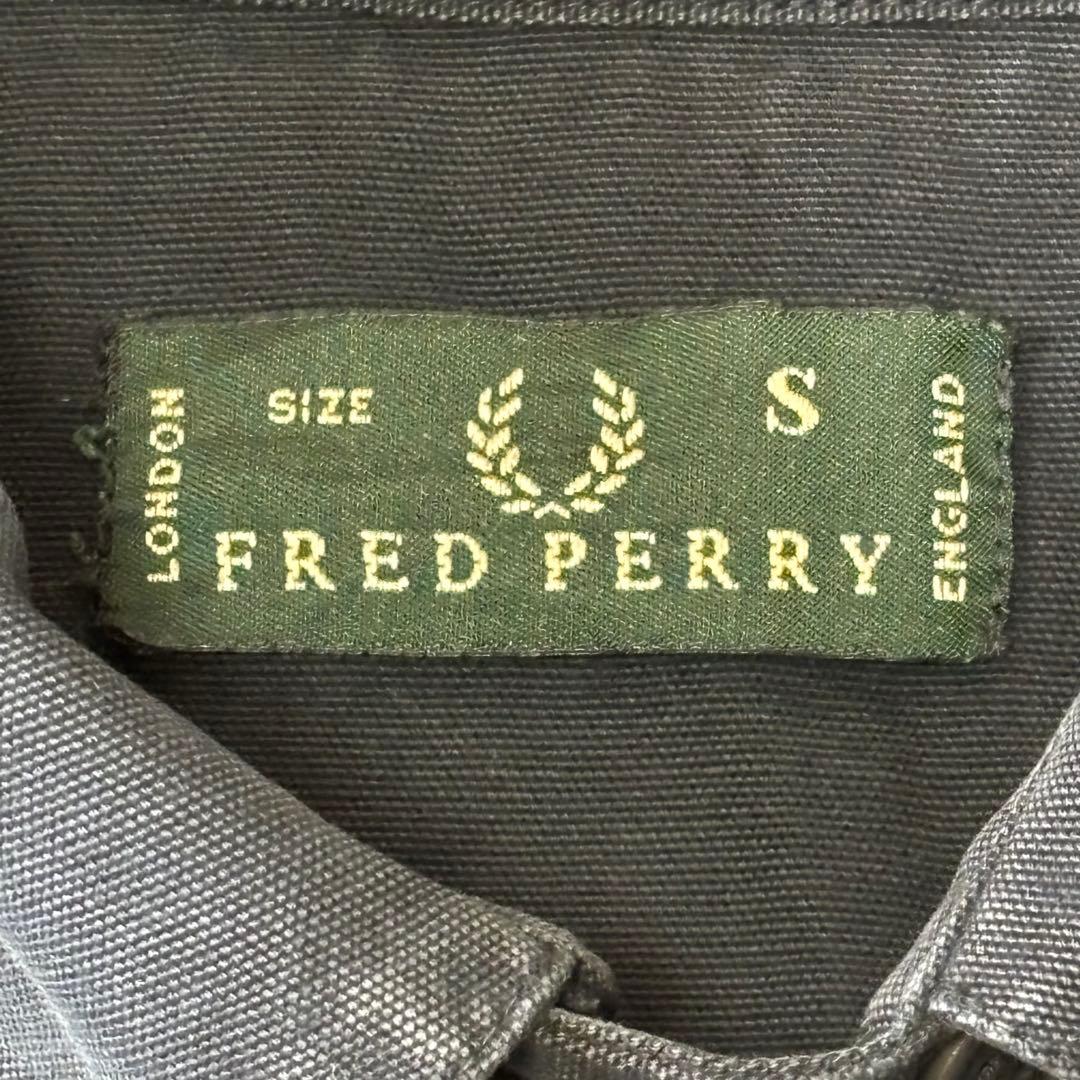 LONDON
SIZE S
FRED PERRY
ENGLAND